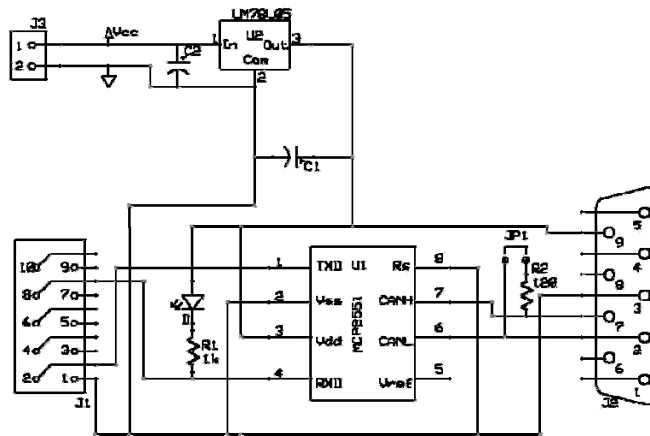 LM78L05
J3
Vcc
1
2
C2
1 In U2 Out 3
Com
2
C1
5
9
4
8
3
7
2
6
1
J2
JP1
R2
120
10
9
8
7
6
5
4
3
2
1
J1
D1
R1
1k
1 TXD U1 Rs 8
2 Vss CANH 7
3 Vdd CANL 6
4 RXD Vref 5
MCP2551